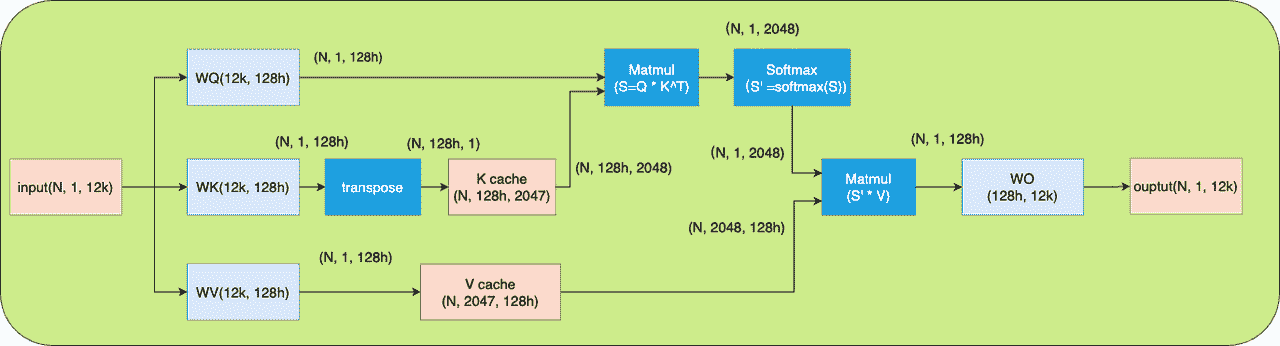 (N, 1, 2048)
(N, 1, 128h)
WQ(12k, 128h)
Matmul
(S=Q * K^T)
Softmax
(S' =softmax(S))
(N, 1, 128h)
(N, 128h, 1)
(N, 128h, 2048)
(N, 1, 2048)
(N, 1, 128h)
input(N, 1, 12k)
WK(12k, 128h)
transpose
K cache
(N, 128h, 2047)
Matmul
(S' * V)
WO
(128h, 12k)
ouptut(N, 1, 12k)
(N, 2048, 128h)
(N, 1, 128h)
WV(12k, 128h)
V cache
(N, 2047, 128h)